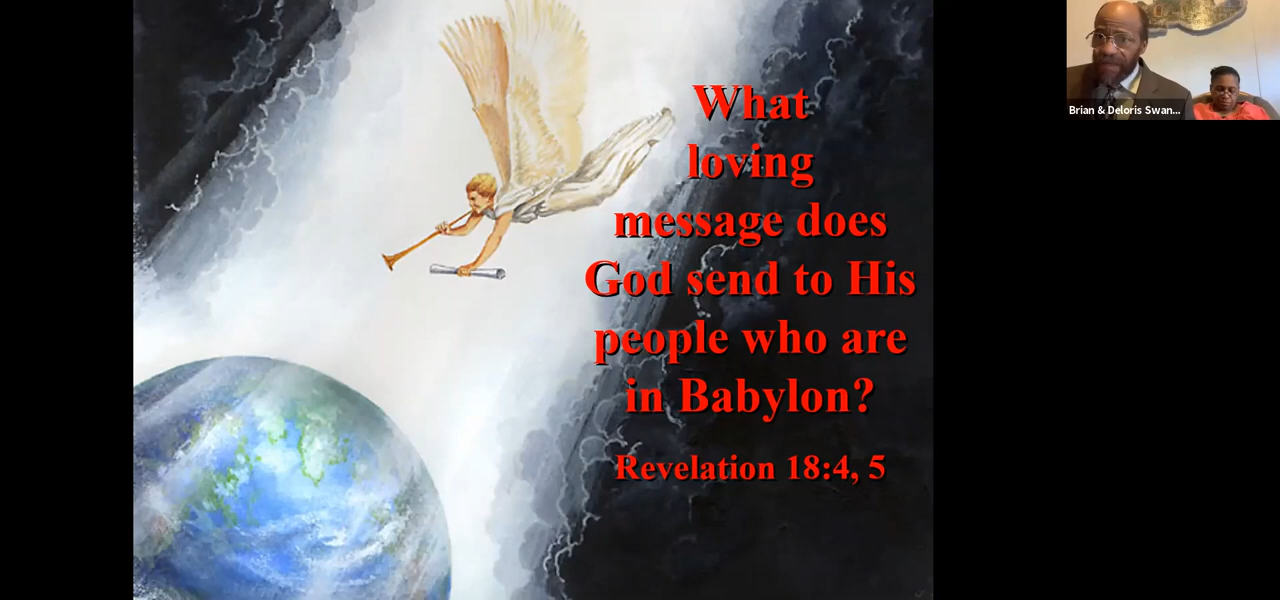 What
loving
message does
God send to His
people who are
in Babylon?
Revelation 18:4, 5
Brian & Deloris Swan...